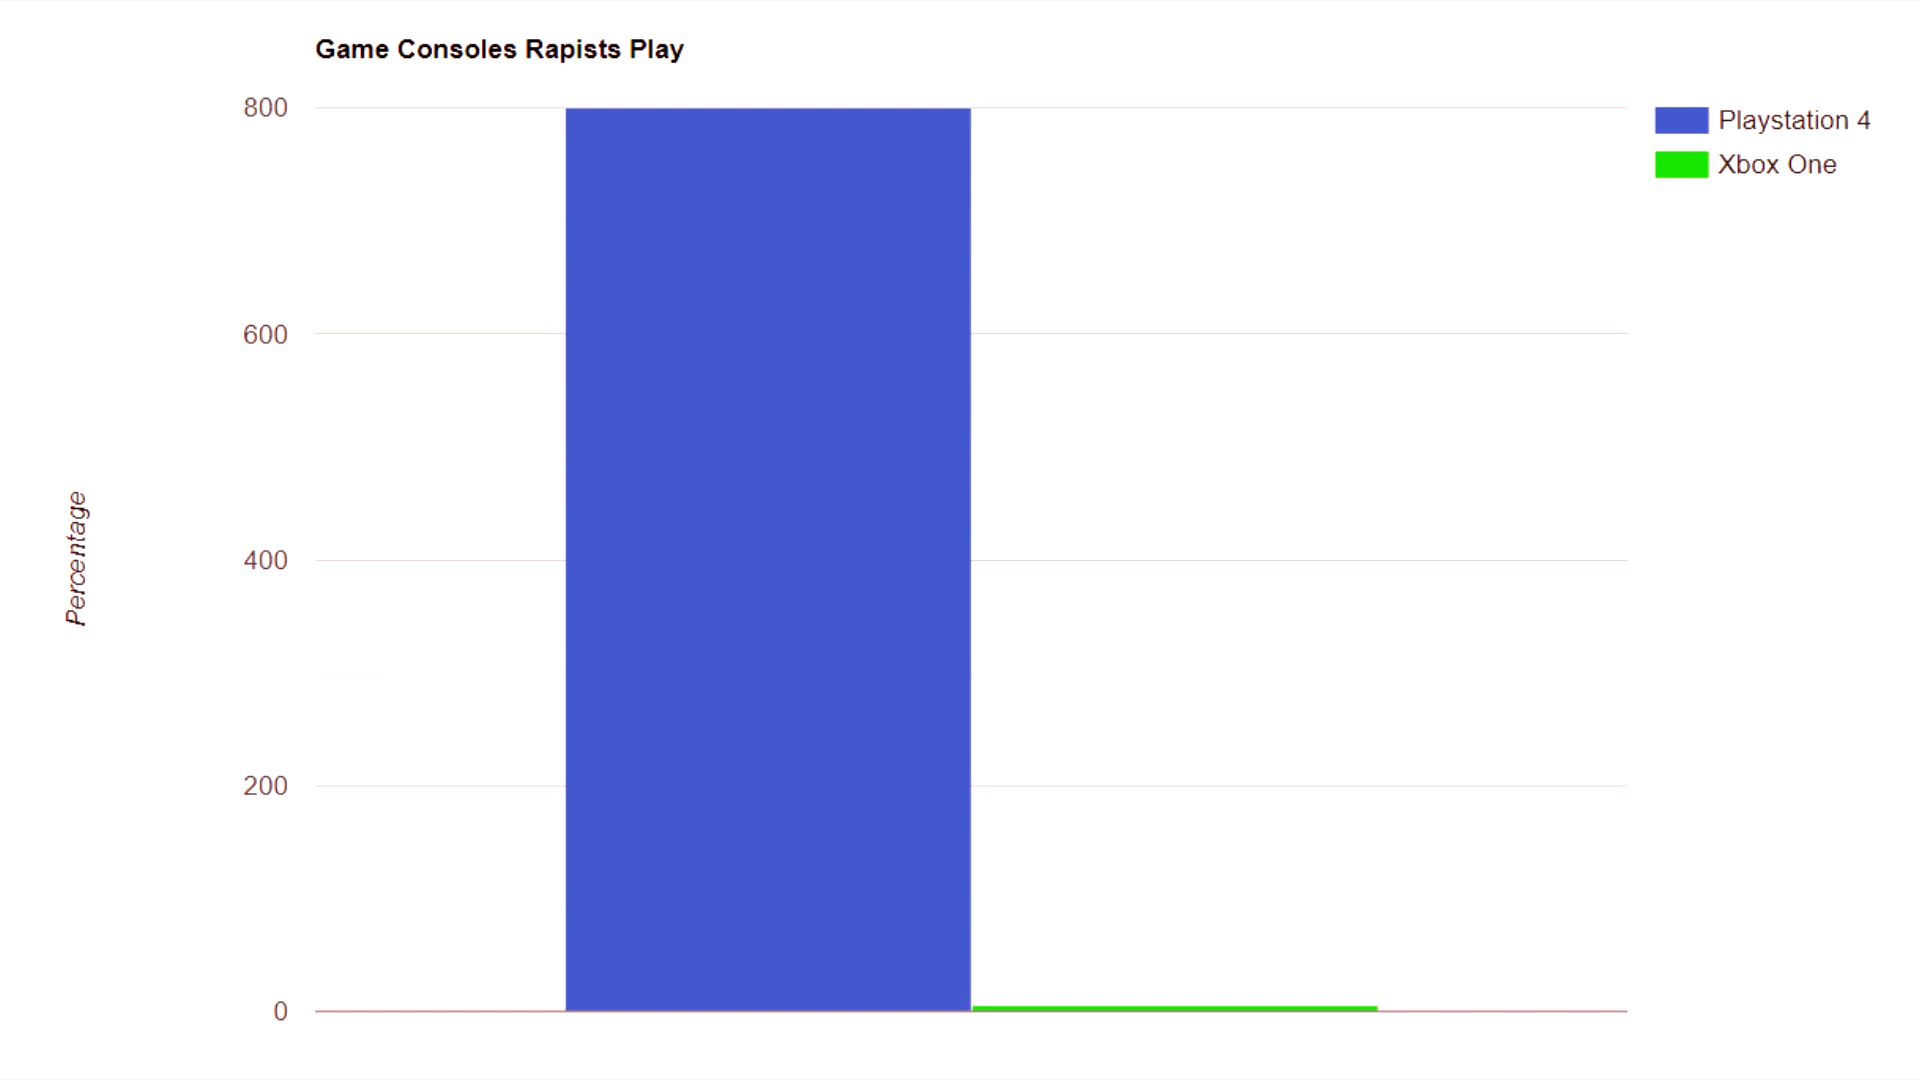 Game Consoles Rapists Play
800
600
400
200
0
Percentage
Playstation 4
Xbox One